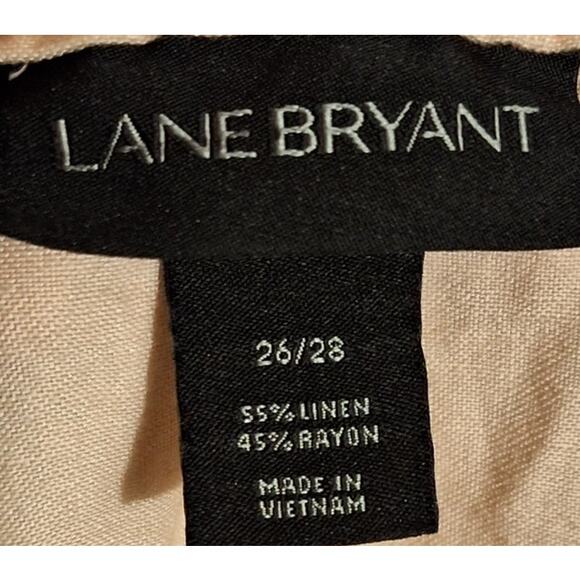 LANE BRYANT
26/28
55% LINEN
45% RAYON
MADE IN
VIETNAM